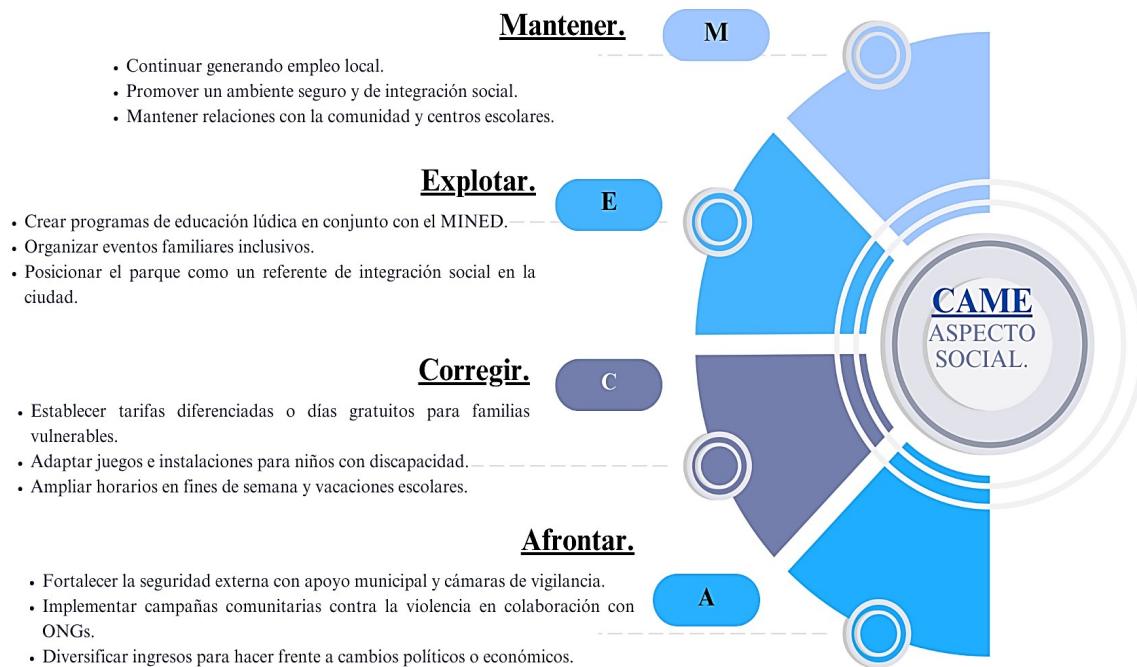 Mantener.
M
• Continuar generando empleo local.
• Promover un ambiente seguro y de integración social.
• Mantener relaciones con la comunidad y centros escolares.
Explotar.
E
• Crear programas de educación lúdica en conjunto con el MINED.
• Organizar eventos familiares inclusivos.
• Posicionar el parque como un referente de integración social en la
ciudad.
CAME
ASPECTO
SOCIAL.
Corregir.
C
• Establecer tarifas diferenciadas o días gratuitos para familias
vulnerables.
• Adaptar juegos e instalaciones para niños con discapacidad.
• Ampliar horarios en fines de semana y vacaciones escolares.
Afrontar.
A
• Fortalecer la seguridad externa con apoyo municipal y cámaras de vigilancia.
• Implementar campañas comunitarias contra la violencia en colaboración con
ONGs.
• Diversificar ingresos para hacer frente a cambios políticos o económicos.